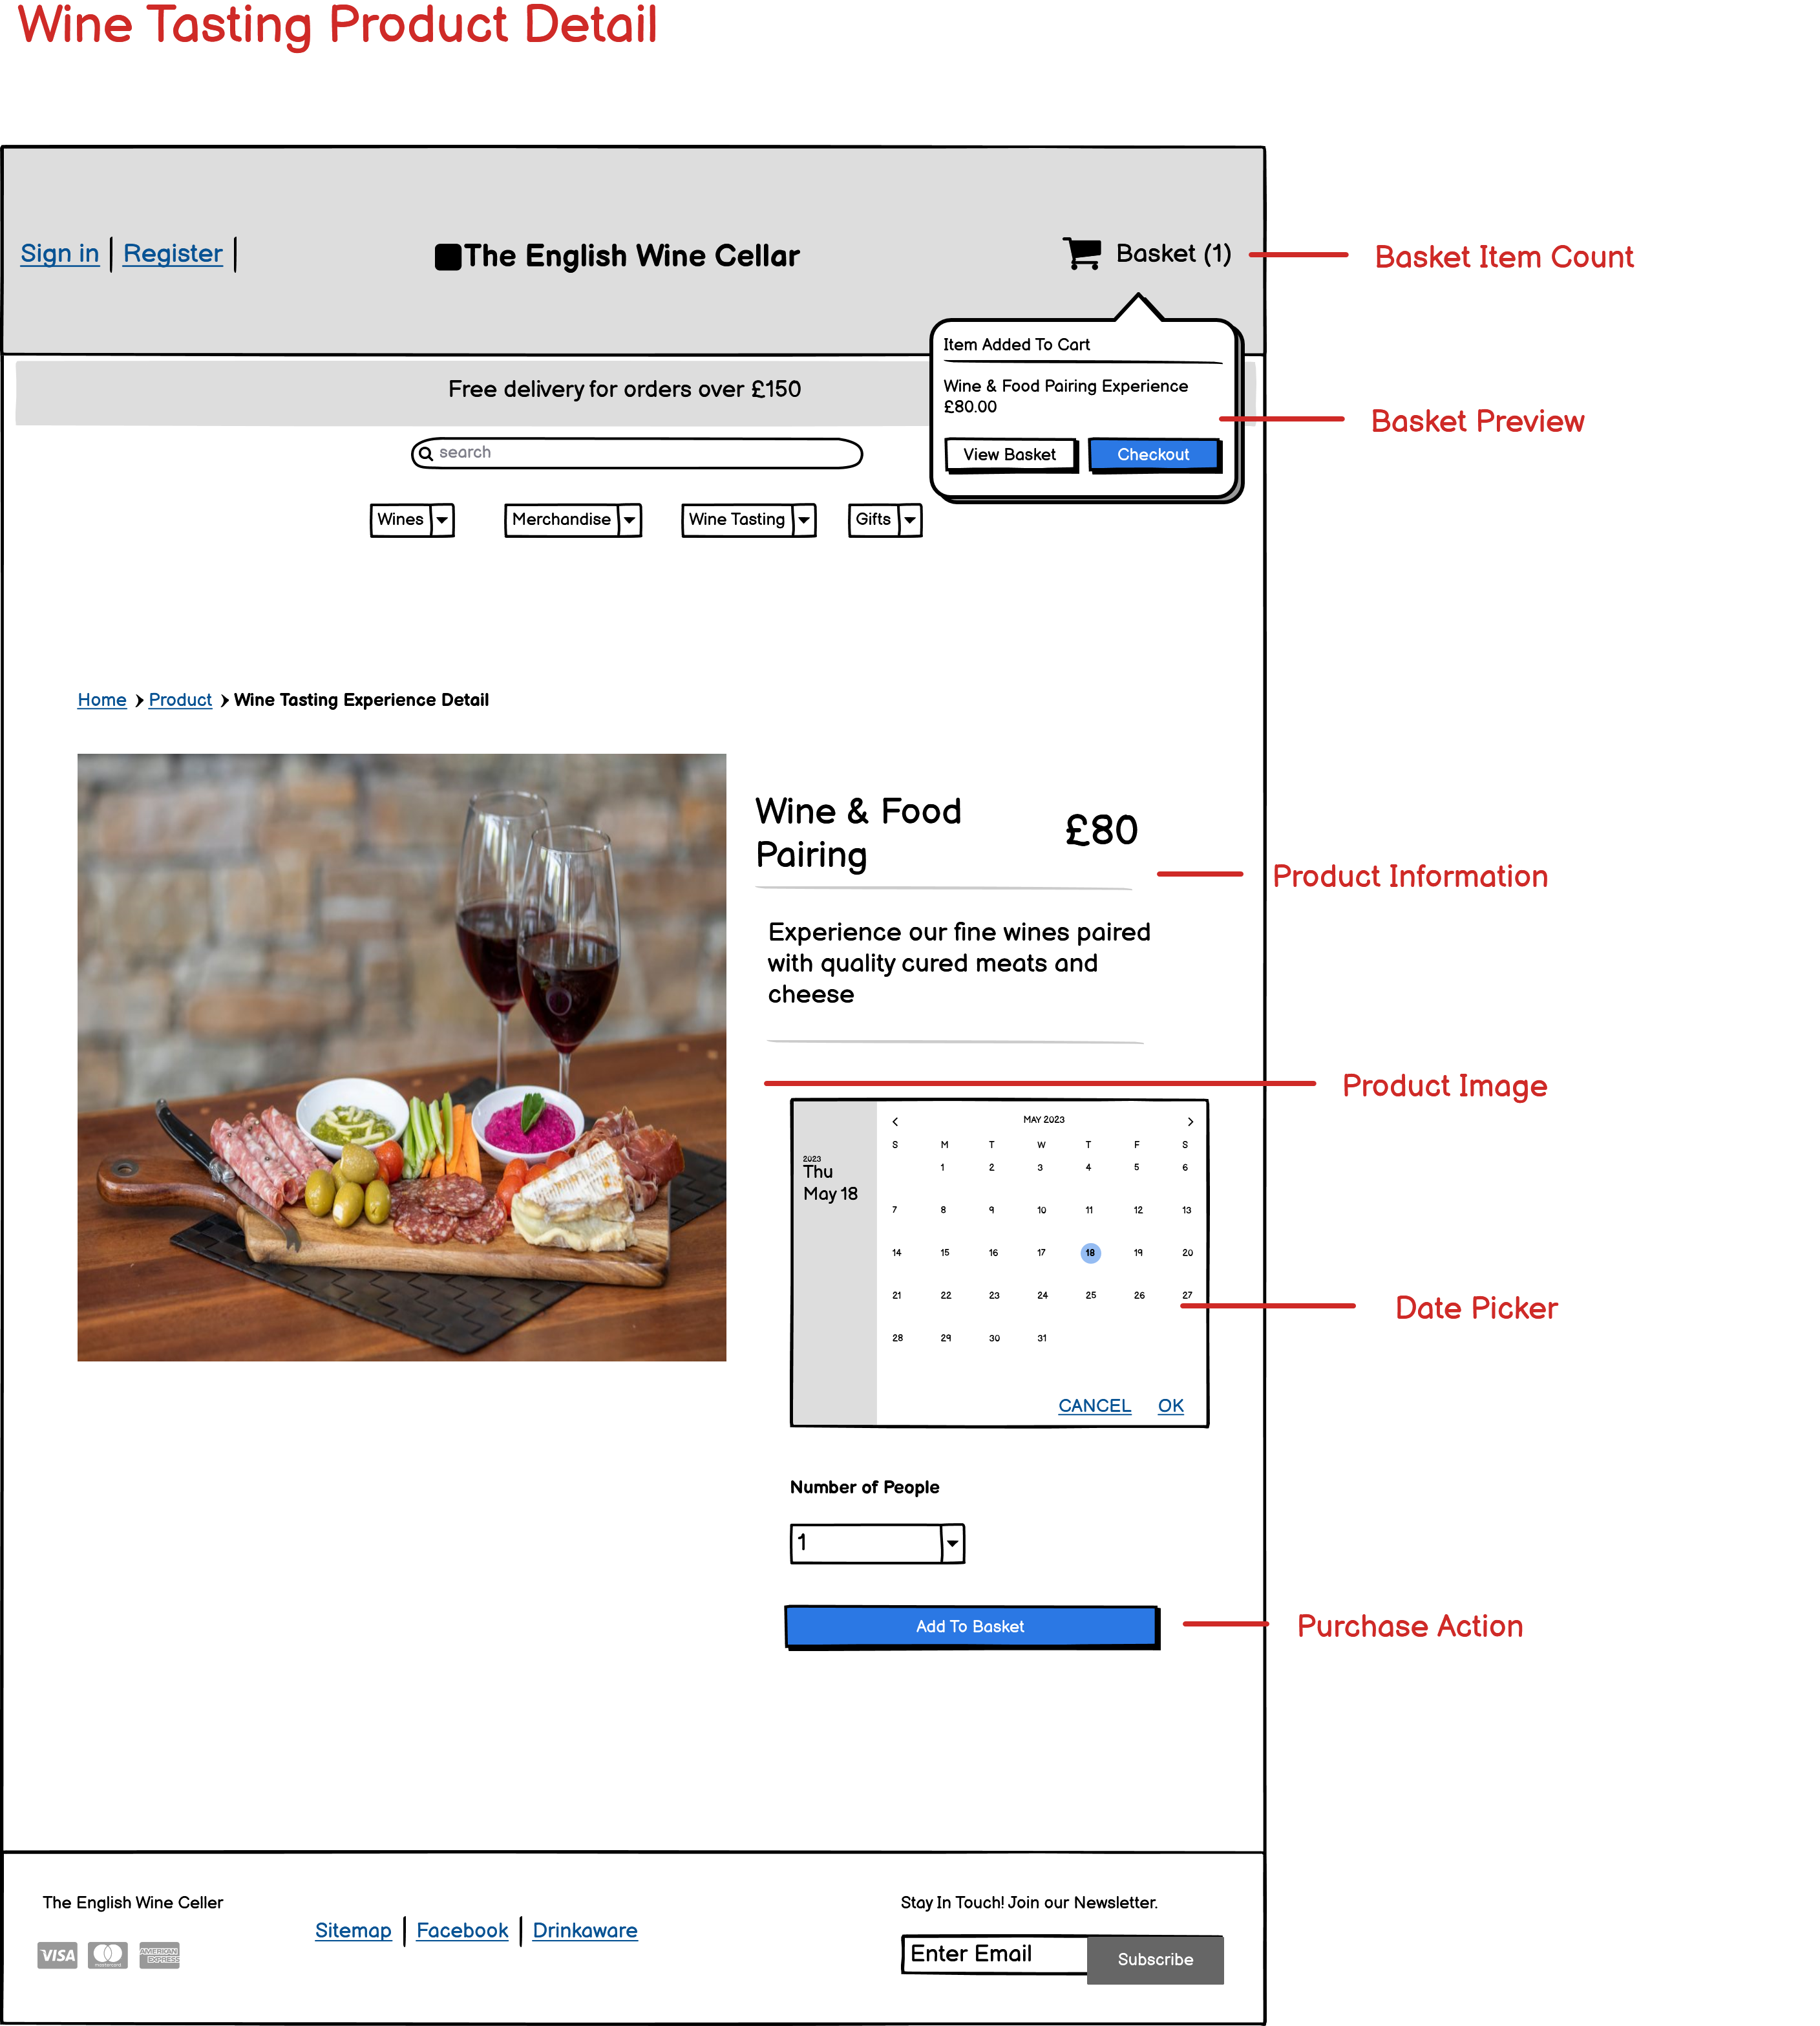 Wine Tasting Product Detail
Sign in
Register
The English Wine Cellar
Basket (1)
Basket Item Count
Item Added To Cart
Wine & Food Pairing Experience
£80.00
View Basket
Checkout
Basket Preview
Free delivery for orders over £150
search
Wines
Merchandise
Wine Tasting
Gifts
Home
Product
Wine Tasting Experience Detail
Wine & Food
Pairing
£80
Product Information
Experience our fine wines paired
with quality cured meats and
cheese
Product Image
2023
Thu
May 18
MAY 2023
S M T W T F S
1 2 3 4 5 6
7 8 9 10 11 12 13
14 15 16 17 18 19 20
21 22 23 24 25 26 27
28 29 30 31
CANCEL
OK
Date Picker
Number of People
1
Add To Basket
Purchase Action
The English Wine Celler
VISA
mastercard
AMERICAN
EXPRESS
Sitemap
Facebook
Drinkaware
Stay In Touch! Join our Newsletter.
Enter Email
Subscribe